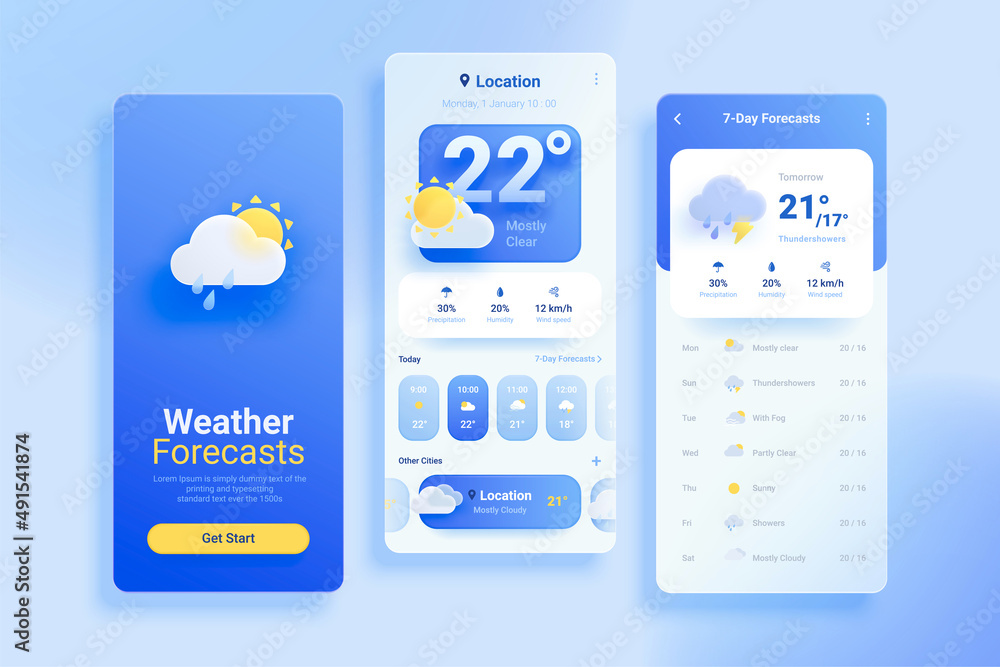 Weather
Forecasts
Lorem Ipsum is simply dummy text of the
printing and typesetting
standard text ever the 1500s
Get Start
Location
Monday, 1 January 10 : 00
22°
Mostly
Clear
30%
Precipitation
20%
Humidity
12 km/h
Wind speed
Today
7-Day Forecasts
9:00
22°
10:00
22°
11:00
21°
12:00
18°
Other Cities
+
Location
Mostly Cloudy
21°
7-Day Forecasts
Tomorrow
21°/17°
Thundershowers
30%
Precipitation
20%
Humidity
12 km/h
Wind speed
Mon Mostly clear 20 / 16
Sun Thundershowers 20 / 16
Tue With Fog 20 / 16
Wed Partly Clear 20 / 16
Thu Sunny 20 / 16
Fri Showers 20 / 16
Sat Mostly Cloudy 20 / 16
Adobe Stock | #491541874
Adobe Stock